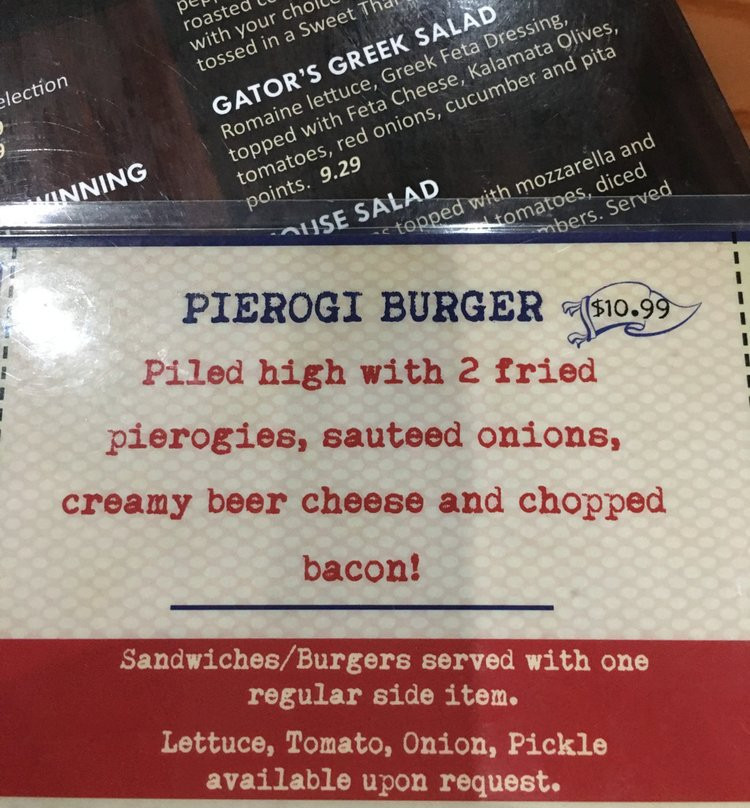 roasted
with your choice
tossed in a Sweet Thai
GATOR'S GREEK SALAD
Romaine lettuce, Greek Feta Dressing,
topped with Feta Cheese, Kalamata Olives,
tomatoes, red onions, cucumber and pita
points. 9.29
WINNING
SALAD
topped with mozzarella and
tomatoes, diced
Served
PIEROGI BURGER $10.99
Piled high with 2 fried
pierogies, sauteed onions,
creamy beer cheese and chopped
bacon!
Sandwiches/Burgers served with one
regular side item.
Lettuce, Tomato, Onion, Pickle
available upon request.